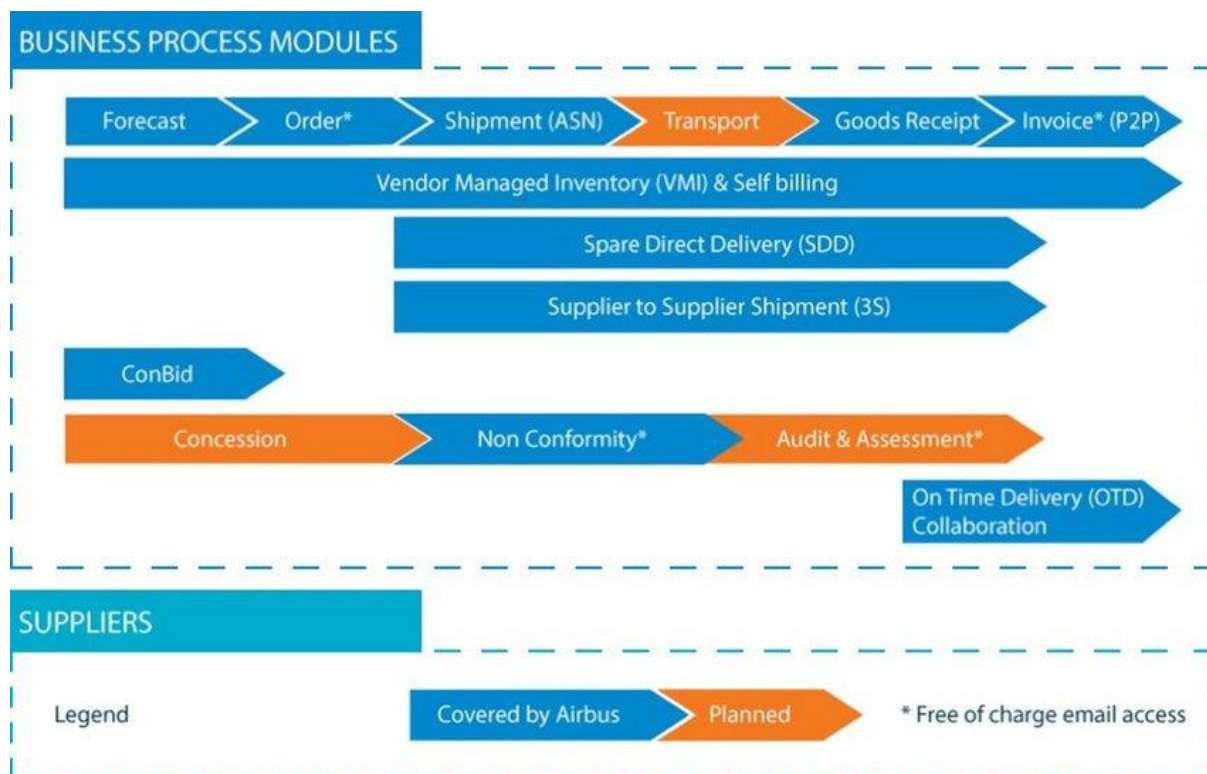 BUSINESS PROCESS MODULES
Forecast
Order*
Shipment (ASN)
Transport
Goods Receipt
Invoice* (P2P)
Vendor Managed Inventory (VMI) & Self billing
Spare Direct Delivery (SDD)
Supplier to Supplier Shipment (3S)
ConBid
Concession
Non Conformity*
Audit & Assessment*
On Time Delivery (OTD)
Collaboration
SUPPLIERS
Legend
Covered by Airbus
Planned
* Free of charge email access